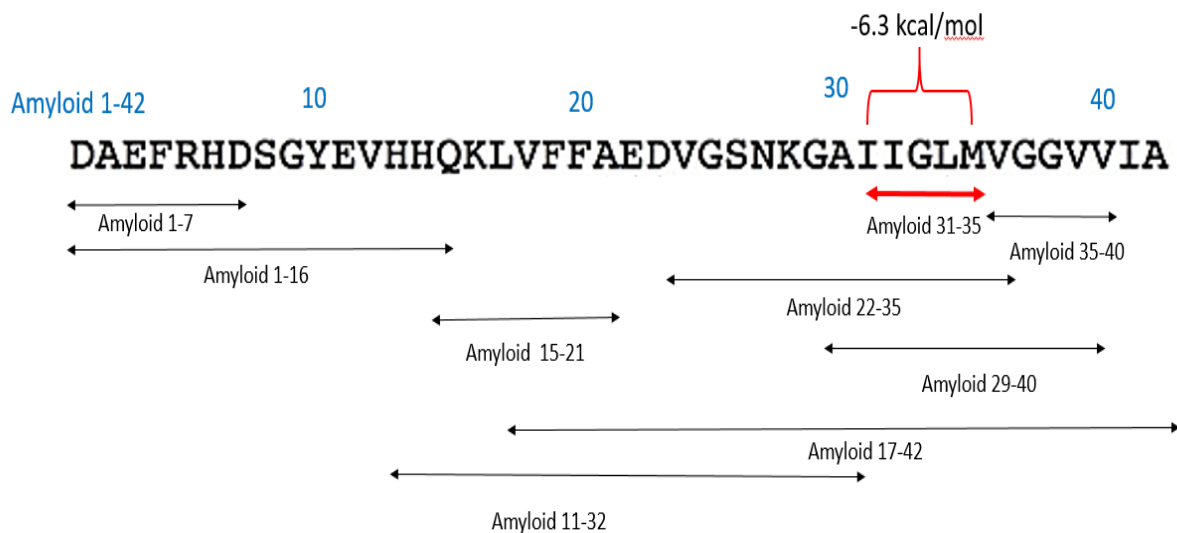 -6.3 kcal/mol
Amyloid 1-42 10 20 30 40
DAEFRHDSGYEVHHQKLVFFAEDVGSNKGAIIGLMVGGVVIA
Amyloid 1-7
Amyloid 31-35
Amyloid 35-40
Amyloid 1-16
Amyloid 22-35
Amyloid 15-21
Amyloid 29-40
Amyloid 17-42
Amyloid 11-32